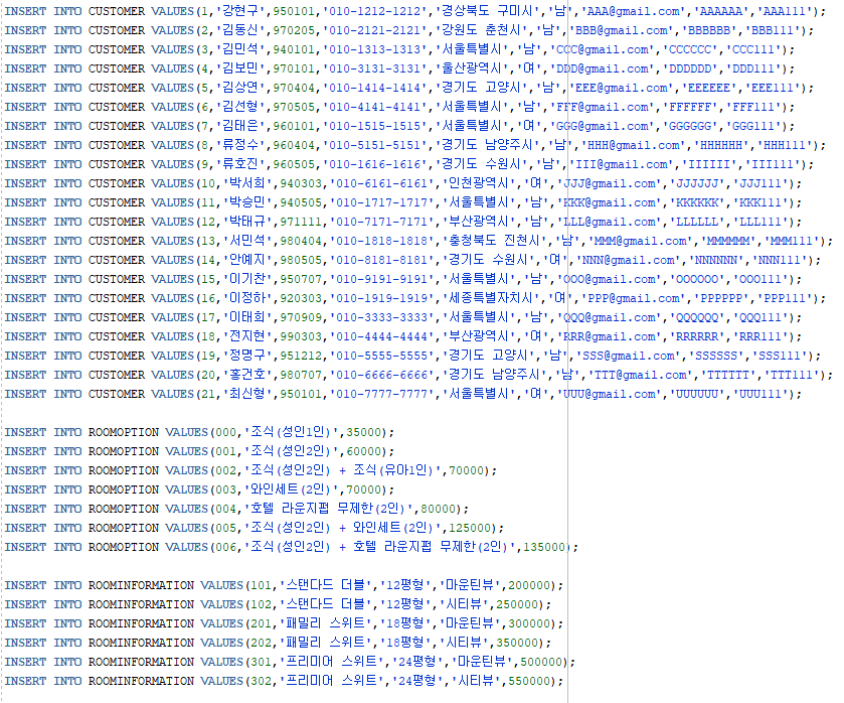 INSERT INTO CUSTOMER VALUES(1,'강현구',950101,'010-1212-1212','경상북도 구미시','남','AAA@gmail.com','AAAAAA','AAA111');
INSERT INTO CUSTOMER VALUES(2,'김동신',970205,'010-2121-2121','강원도 춘천시','남','BBB@gmail.com','BBBBBB','BBB111');
INSERT INTO CUSTOMER VALUES(3,'김민석',940101,'010-1313-1313','서울특별시','남','CCC@gmail.com','CCCCCC','CCC111');
INSERT INTO CUSTOMER VALUES(4,'김보민',970101,'010-3131-3131','울산광역시','여','DDD@gmail.com','DDDDDD','DDD111');
INSERT INTO CUSTOMER VALUES(5,'김상연',970404,'010-1414-1414','경기도 고양시','남','EEE@gmail.com','EEEEEE','EEE111');
INSERT INTO CUSTOMER VALUES(6,'김선형',970505,'010-4141-4141','서울특별시','남','FFF@gmail.com','FFFFFF','FFF111');
INSERT INTO CUSTOMER VALUES(7,'김태은',960101,'010-1515-1515','서울특별시','여','GGG@gmail.com','GGGGGG','GGG111');
INSERT INTO CUSTOMER VALUES(8,'류정수',960404,'010-5151-5151','경기도 남양주시','남','HHH@gmail.com','HHHHHH','HHH111');
INSERT INTO CUSTOMER VALUES(9,'류호진',960505,'010-1616-1616','경기도 수원시','남','III@gmail.com','IIIIII','III111');
INSERT INTO CUSTOMER VALUES(10,'박서희',940303,'010-6161-6161','인천광역시','여','JJJ@gmail.com','JJJJJJ','JJJ111');
INSERT INTO CUSTOMER VALUES(11,'박승민',940505,'010-1717-1717','서울특별시','남','KKK@gmail.com','KKKKKK','KKK111');
INSERT INTO CUSTOMER VALUES(12,'박태규',971111,'010-7171-7171','부산광역시','남','LLL@gmail.com','LLLLLL','LLL111');
INSERT INTO CUSTOMER VALUES(13,'서민석',980404,'010-1818-1818','충청북도 진천시','남','MMM@gmail.com','MMMMMM','MMM111');
INSERT INTO CUSTOMER VALUES(14,'안예지',980505,'010-8181-8181','경기도 수원시','여','NNN@gmail.com','NNNNNN','NNN111');
INSERT INTO CUSTOMER VALUES(15,'이기찬',950707,'010-9191-9191','서울특별시','남','OOO@gmail.com','OOOOOO','OOO111');
INSERT INTO CUSTOMER VALUES(16,'이정하',920303,'010-1919-1919','세종특별자치시','여','PPP@gmail.com','PPPPPP','PPP111');
INSERT INTO CUSTOMER VALUES(17,'이태희',970909,'010-3333-3333','서울특별시','남','QQQ@gmail.com','QQQQQQ','QQQ111');
INSERT INTO CUSTOMER VALUES(18,'전지현',990303,'010-4444-4444','부산광역시','여','RRR@gmail.com','RRRRRR','RRR111');
INSERT INTO CUSTOMER VALUES(19,'정명구',951212,'010-5555-5555','경기도 고양시','남','SSS@gmail.com','SSSSSS','SSS111');
INSERT INTO CUSTOMER VALUES(20,'홍건호',980707,'010-6666-6666','경기도 남양주시','남','TTT@gmail.com','TTTTTT','TTT111');
INSERT INTO CUSTOMER VALUES(21,'최신형',950101,'010-7777-7777','서울특별시','여','UUU@gmail.com','UUUUUU','UUU111');
INSERT INTO ROOMOPTION VALUES(000,'조식(성인1인)',35000);
INSERT INTO ROOMOPTION VALUES(001,'조식(성인2인)',60000);
INSERT INTO ROOMOPTION VALUES(002,'조식(성인2인) + 조식(유아1인)',70000);
INSERT INTO ROOMOPTION VALUES(003,'와인세트(2인)',70000);
INSERT INTO ROOMOPTION VALUES(004,'호텔 라운지펍 무제한(2인)',80000);
INSERT INTO ROOMOPTION VALUES(005,'조식(성인2인) + 와인세트(2인)',125000);
INSERT INTO ROOMOPTION VALUES(006,'조식(성인2인) + 호텔 라운지펍 무제한(2인)',135000);
INSERT INTO ROOMINFORMATION VALUES(101,'스탠다드 더블','12평형','마운틴뷰',200000);
INSERT INTO ROOMINFORMATION VALUES(102,'스탠다드 더블','12평형','시티뷰',250000);
INSERT INTO ROOMINFORMATION VALUES(201,'패밀리 스위트','18평형','마운틴뷰',300000);
INSERT INTO ROOMINFORMATION VALUES(202,'패밀리 스위트','18평형','시티뷰',350000);
INSERT INTO ROOMINFORMATION VALUES(301,'프리미어 스위트','24평형','마운틴뷰',500000);
INSERT INTO ROOMINFORMATION VALUES(302,'프리미어 스위트','24평형','시티뷰',550000);